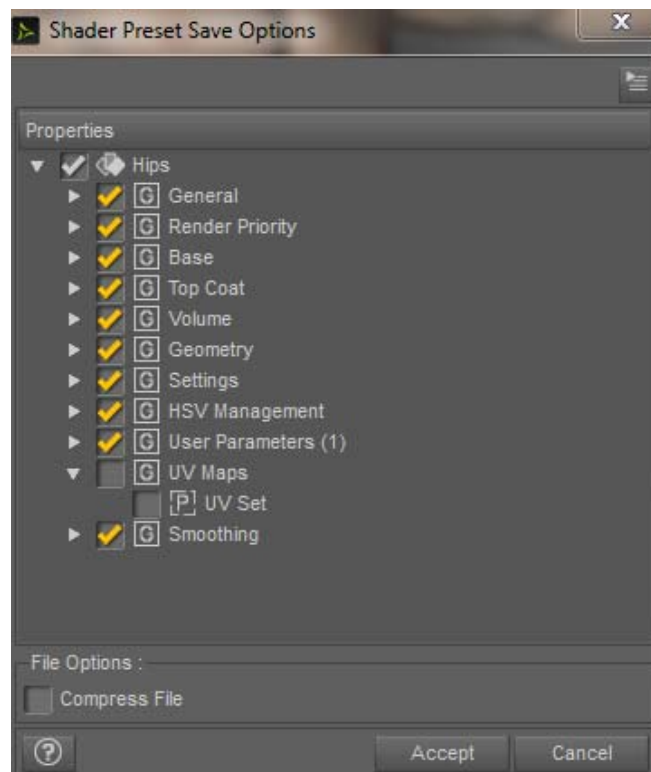 Shader Preset Save Options
X
Properties
Hips
G General
G Render Priority
G Base
G Top Coat
G Volume
G Geometry
G Settings
G HSV Management
G User Parameters (1)
G UV Maps
P UV Set
G Smoothing
File Options :
Compress File
? Accept Cancel